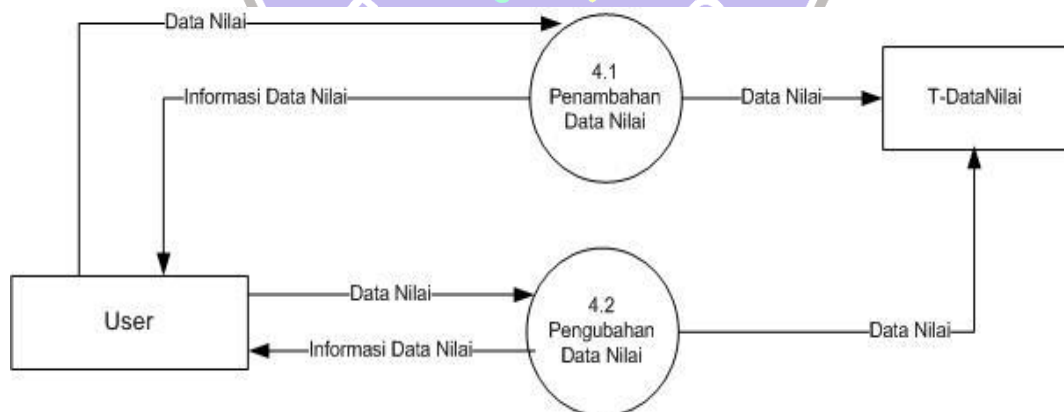 Data Nilai
4.1
Penambahan
Data Nilai
Informasi Data Nilai
Data Nilai
T-DataNilai
User
Data Nilai
4.2
Pengubahan
Data Nilai
Informasi Data Nilai
Data Nilai